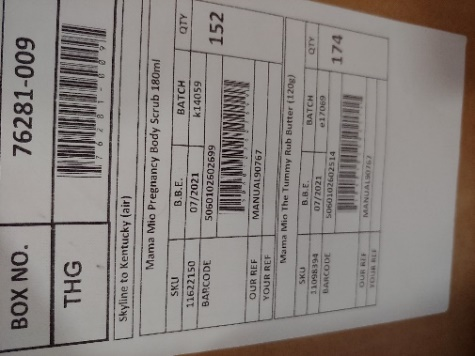 BOX NO. 76281-009
THG
76281-009
Skyline to Kentucky (air)
Mama Mio Pregnancy Body Scrub 180ml
SKU B.B.E. BATCH QTY
11622150 07/2021 k14059 152
BARCODE 5060102602699
OUR REF MANUAL90767
YOUR REF
Mama Mio The Tummy Rub Butter (120g)
SKU B.B.E. BATCH QTY
11098394 07/2021 e17069 174
BARCODE 5060102602514
OUR REF MANUAL90767
YOUR REF